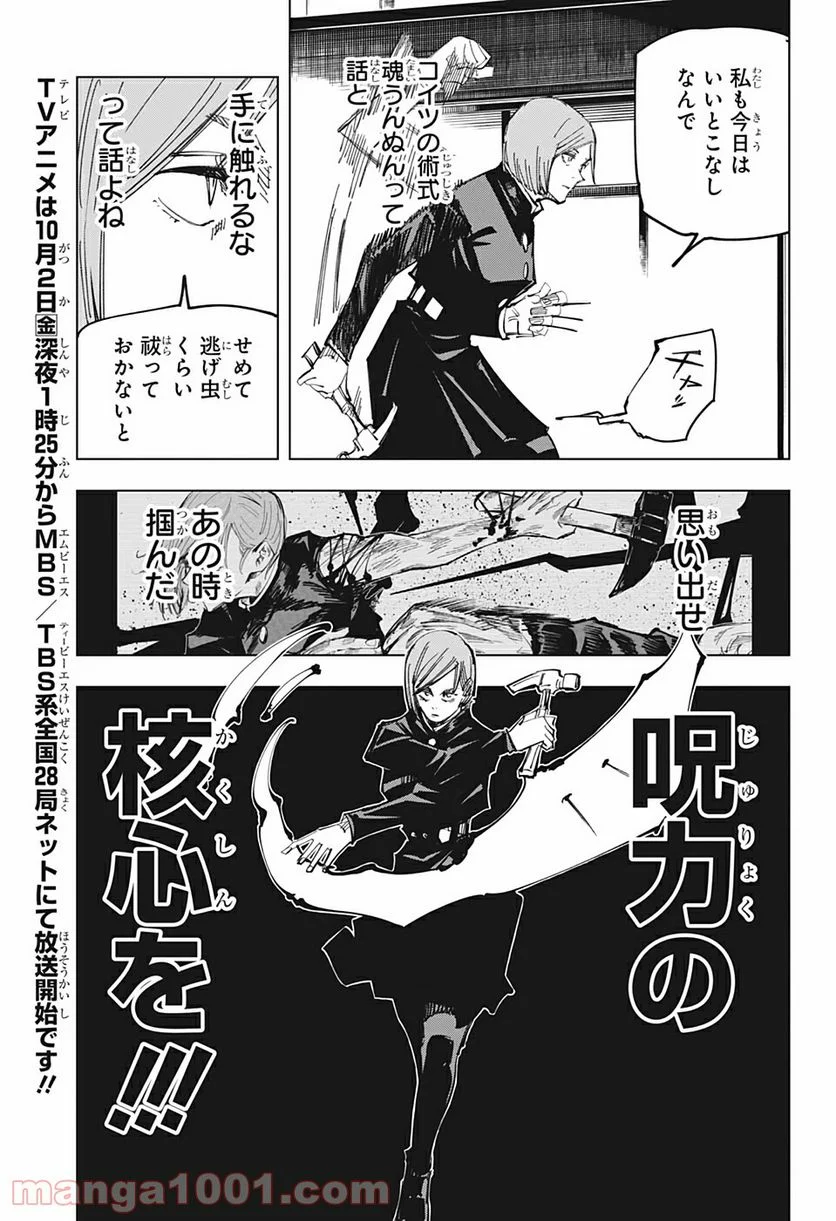 私も今日は
いいとこなし
なんで
コイツの術式
魂うんぬんって
話と
チャッ
手に触れるな
って話よね
せめて
逃げ虫
くらい
祓って
おかないと
思い出せ
あの時
掴んだ
呪力の
核心を!!!
TVアニメは10月2日㊎深夜1時25分からMBS/TBS系全国28局ネットにて放送開始です!!
manga1001.com